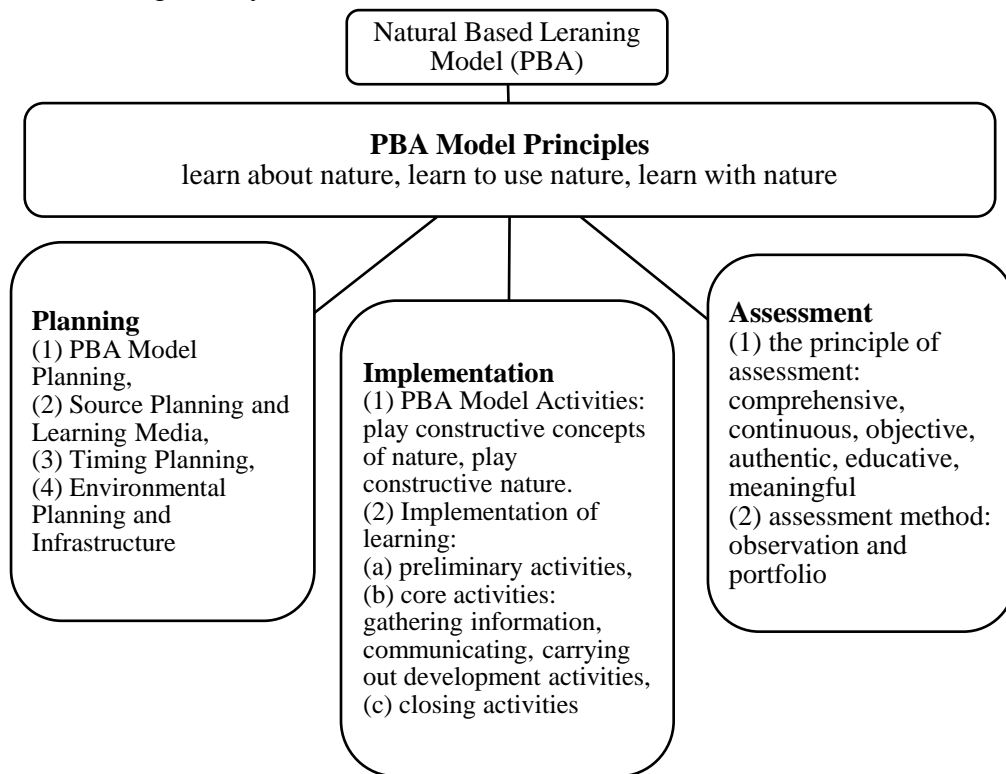 Natural Based Leraning
Model (PBA)
PBA Model Principles
learn about nature, learn to use nature, learn with nature
Planning
(1) PBA Model
Planning,
(2) Source Planning and
Learning Media,
(3) Timing Planning,
(4) Environmental
Planning and
Infrastructure
Implementation
(1) PBA Model Activities:
play constructive concepts
of nature, play
constructive nature.
(2) Implementation of
learning:
(a) preliminary activities,
(b) core activities:
gathering information,
communicating, carrying
out development activities,
(c) closing activities
Assessment
(1) the principle of
assessment:
comprehensive,
continuous, objective,
authentic, educative,
meaningful
(2) assessment method:
observation and
portfolio